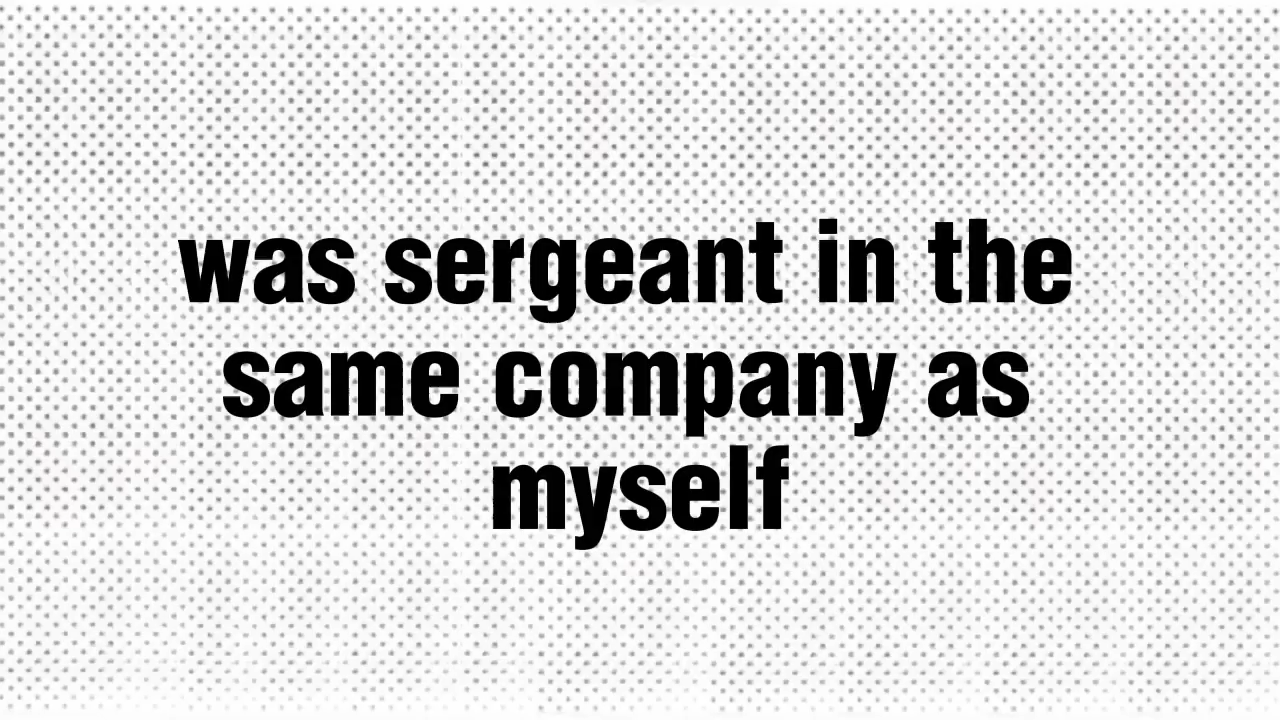 was sergeant in the
same company as
myself